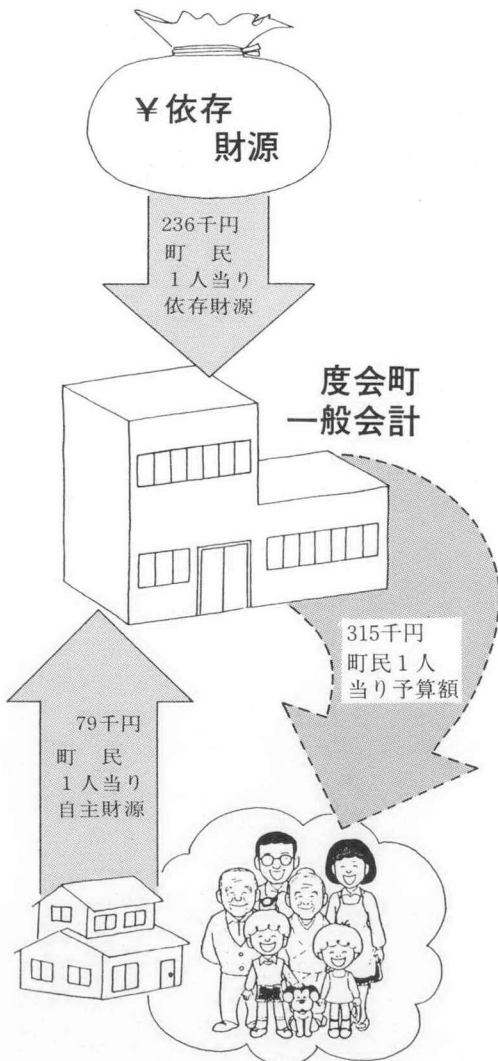 ¥依存
財源
236千円
町 民
1人当り
依存財源
度会町
一般会計
315千円
町民1人
当り予算額
79千円
町 民
1人当り
自主財源